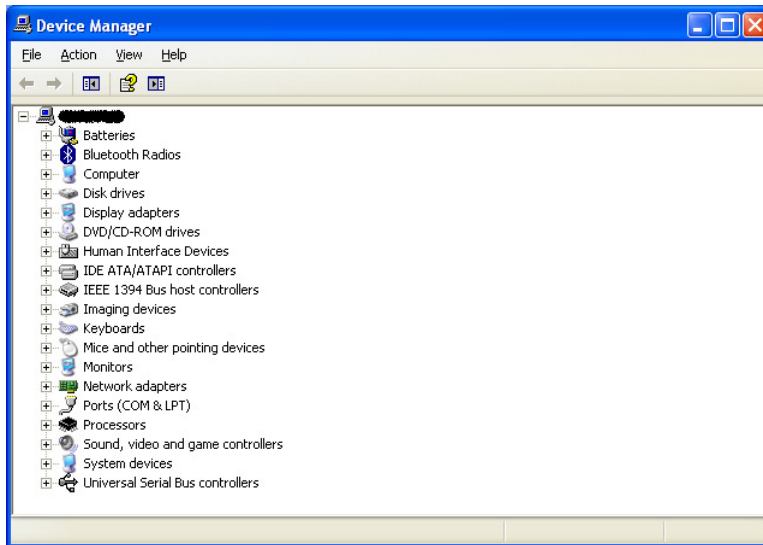 Device Manager
File Action View Help
Batteries
Bluetooth Radios
Computer
Disk drives
Display adapters
DVD/CD-ROM drives
Human Interface Devices
IDE ATA/ATAPI controllers
IEEE 1394 Bus host controllers
Imaging devices
Keyboards
Mice and other pointing devices
Monitors
Network adapters
Ports (COM & LPT)
Processors
Sound, video and game controllers
System devices
Universal Serial Bus controllers